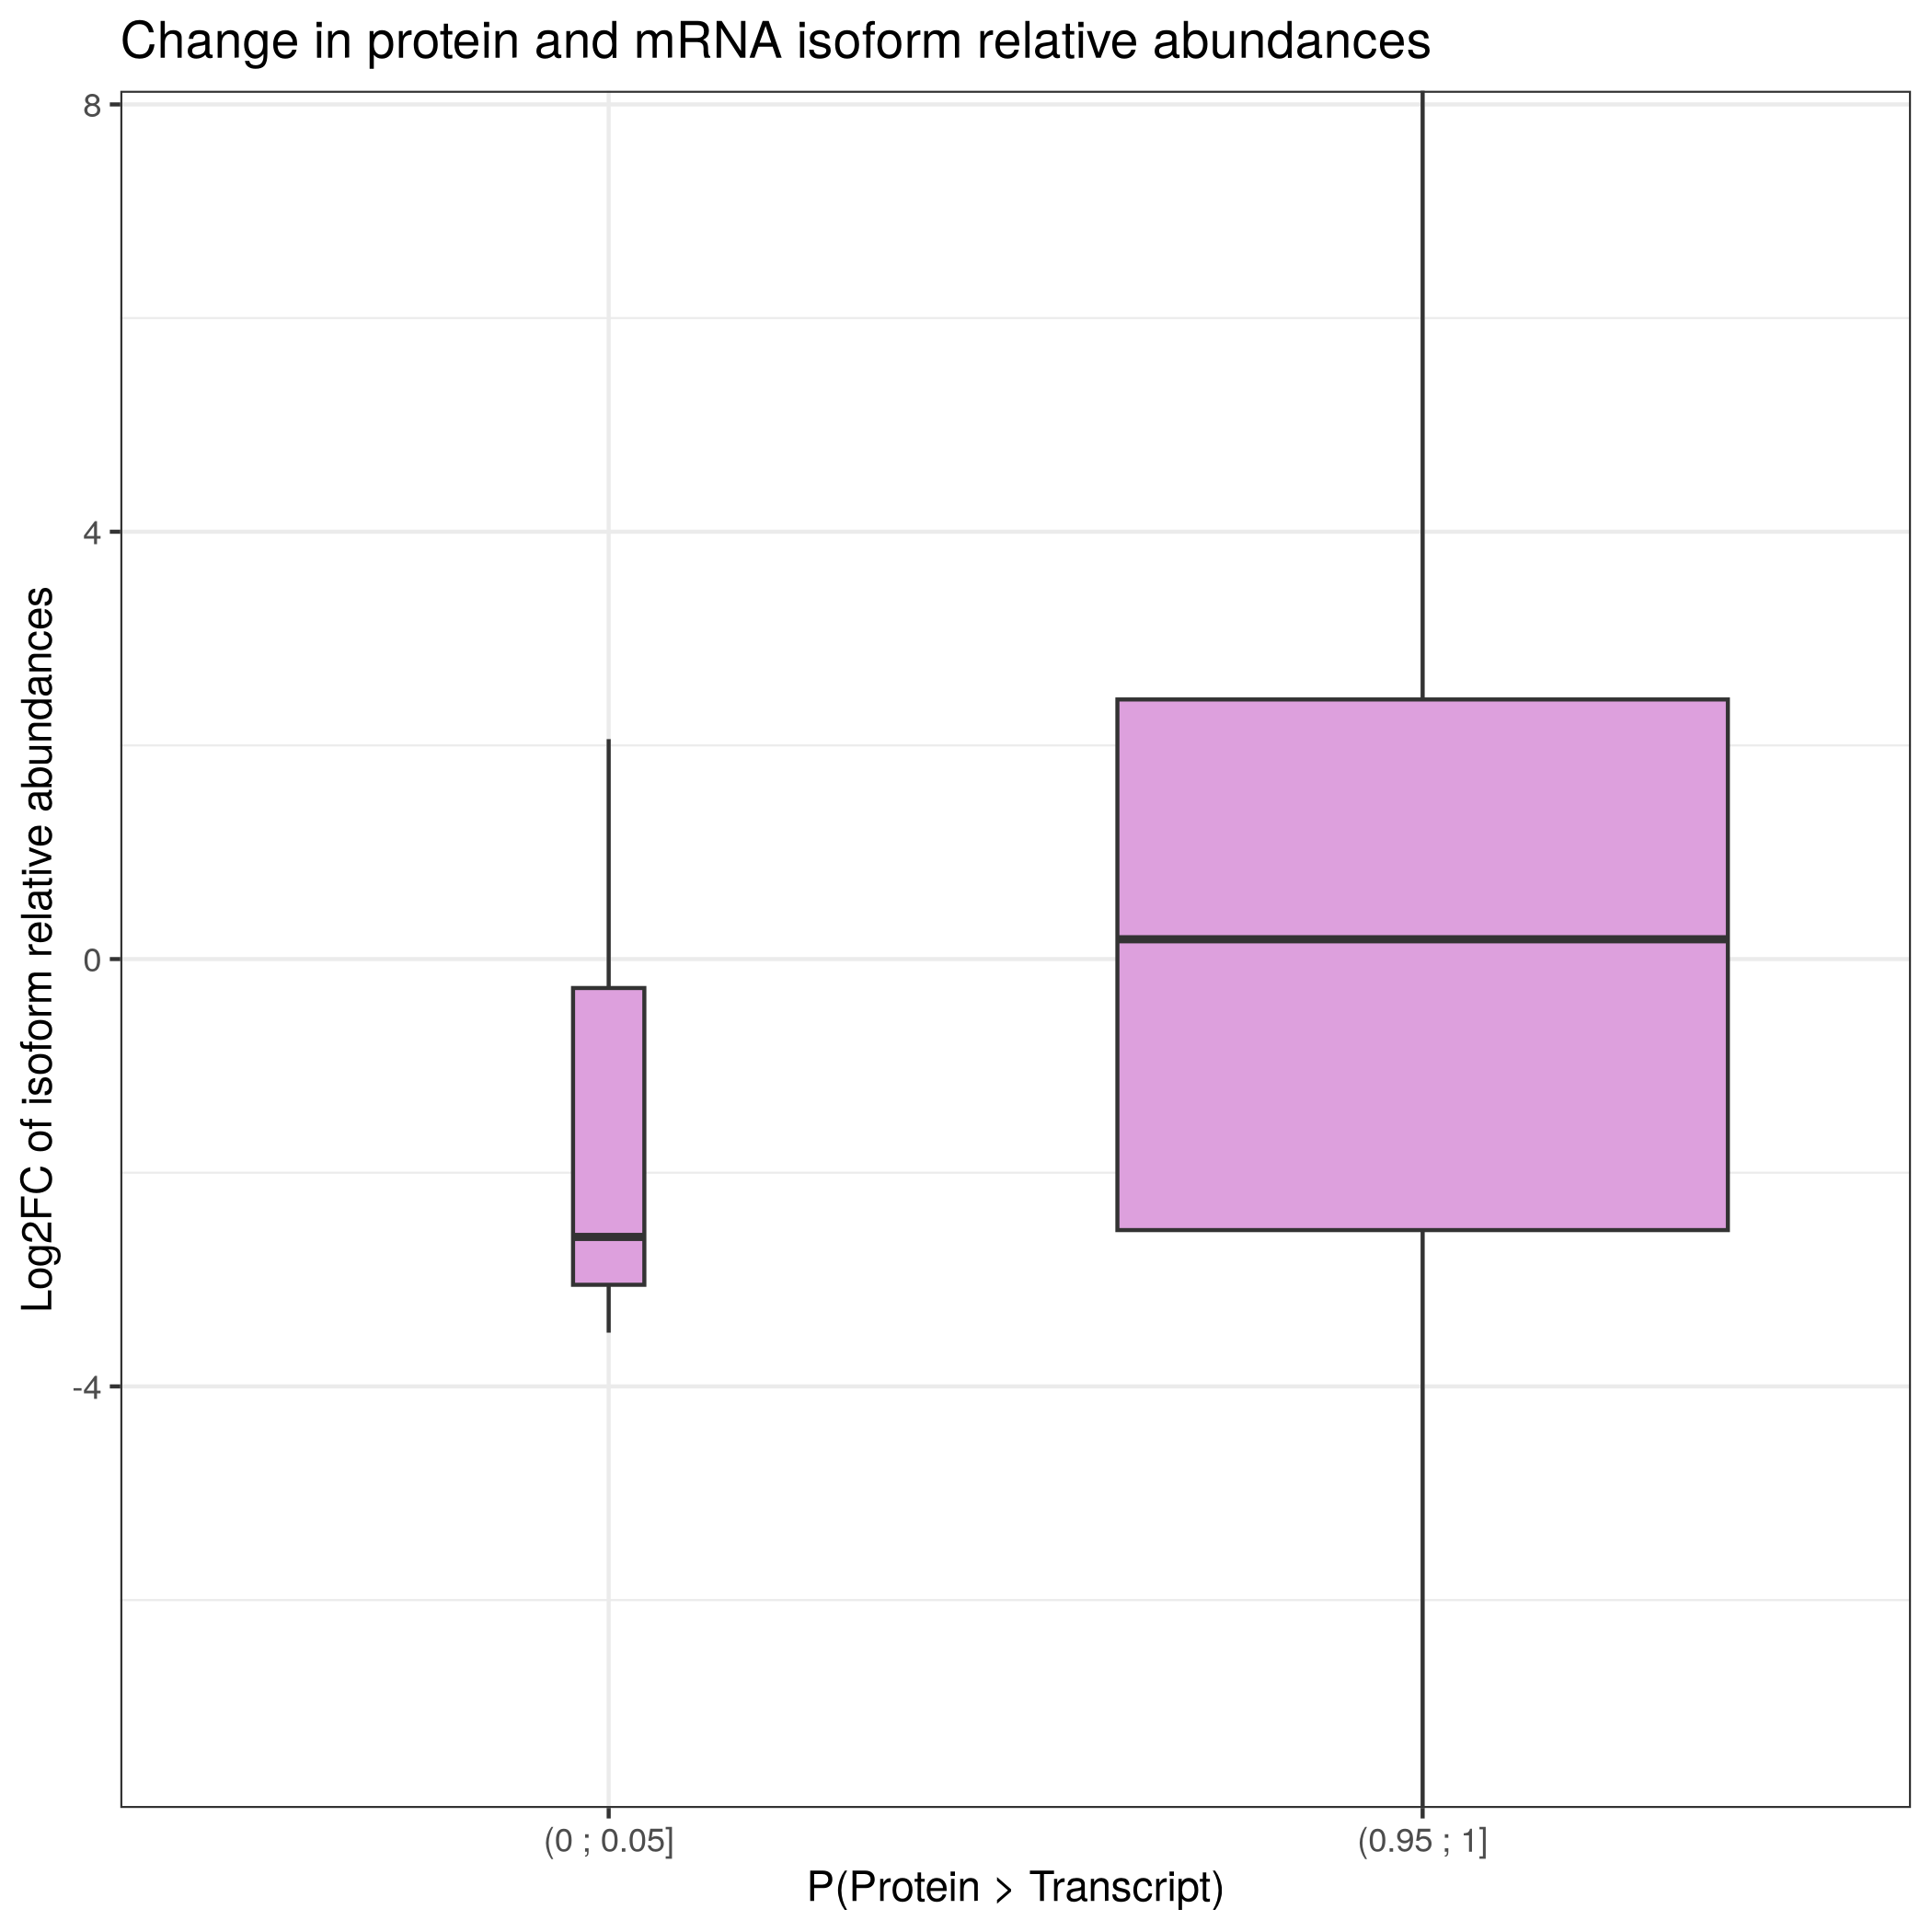 Change in protein and mRNA isoform relative abundances
8
4
0
-4
Log2FC of isoform relative abundances
(0 ; 0.05]
(0.95 ; 1]
P(Protein > Transcript)